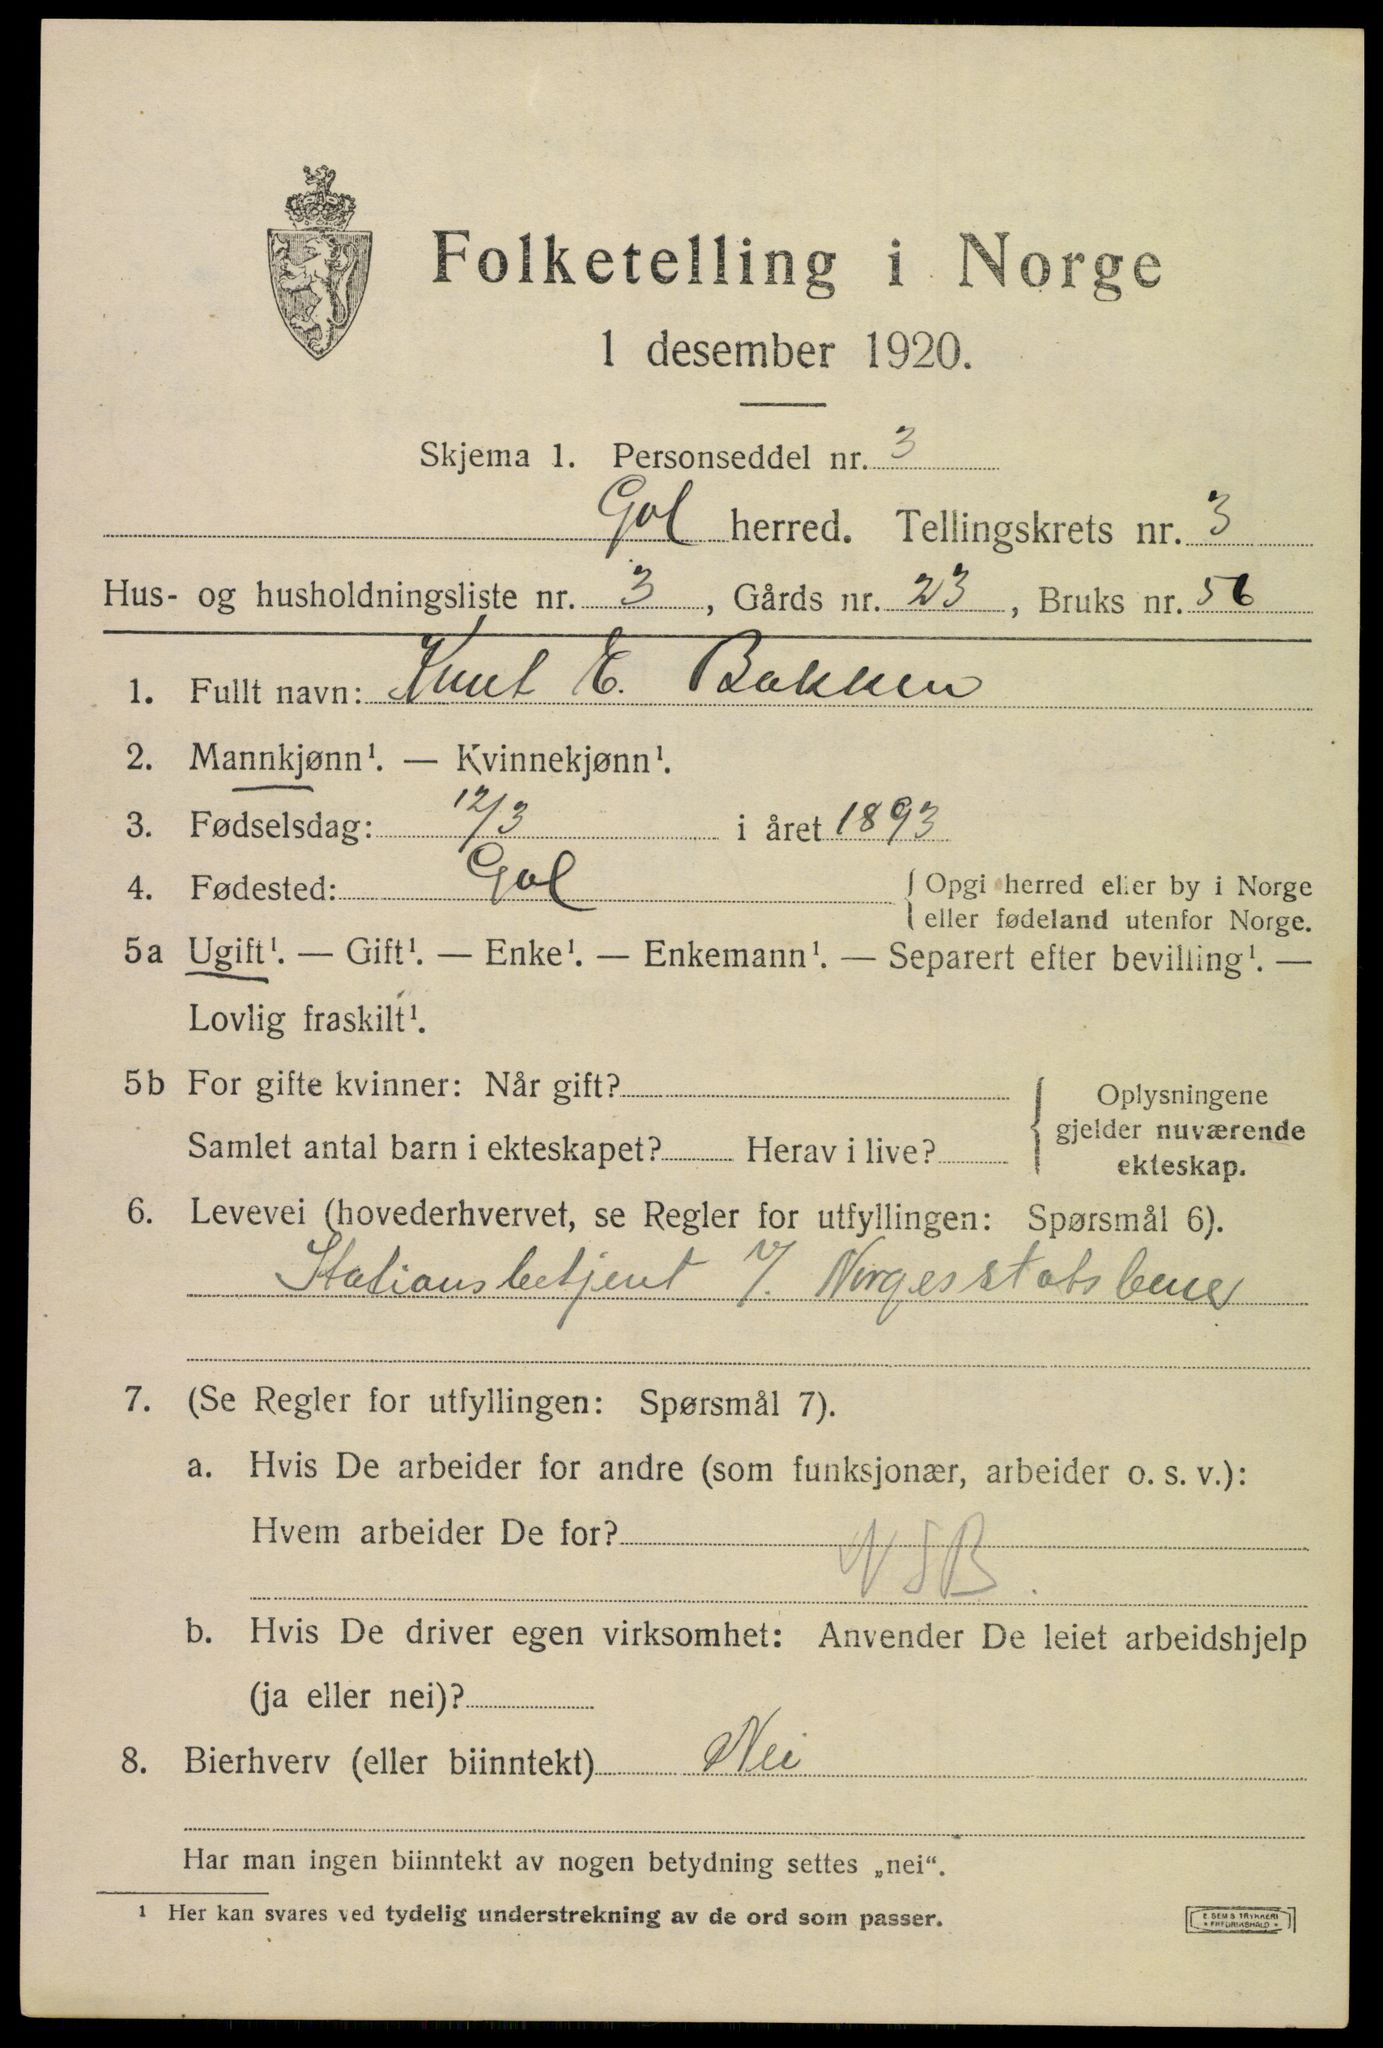 Folketelling i Norge
1 desember 1920.
Skjema 1. Personseddel nr. 3
Gol herred. Tellingskrets nr. 3
Hus- og husholdningsliste nr. 3, Gårds nr. 23, Bruks nr. 56
1. Fullt navn: Knut E. Bakken
2. Mannkjønn¹. — Kvinnekjønn¹.
3. Fødselsdag: 12/3 i året 1893
4. Fødested: Gol { Opgi herred eller by i Norge
eller fødeland utenfor Norge.
5a Ugift¹. — Gift¹. — Enke¹. — Enkemann¹. — Separert efter bevilling¹. —
Lovlig fraskilt¹.
5b For gifte kvinner: Når gift? { Oplysningene
gjelder nuværende
Samlet antal barn i ekteskapet? Herav i live?
ekteskap.
6. Levevei (hovederhvervet, se Regler for utfyllingen: Spørsmål 6).
Stationsbetjent v/. Norgesstatsbaner
7. (Se Regler for utfyllingen: Spørsmål 7).
a. Hvis De arbeider for andre (som funksjonær, arbeider o. s. v.):
Hvem arbeider De for?
NSB.
b. Hvis De driver egen virksomhet: Anvender De leiet arbeidshjelp
(ja eller nei)?
8. Bierhverv (eller biinntekt) Nei
Har man ingen biinntekt av nogen betydning settes „nei“.
¹ Her kan svares ved tydelig understrekning av de ord som passer.
E. SEMS TRYKKERI
* FREDRIKSHALD *